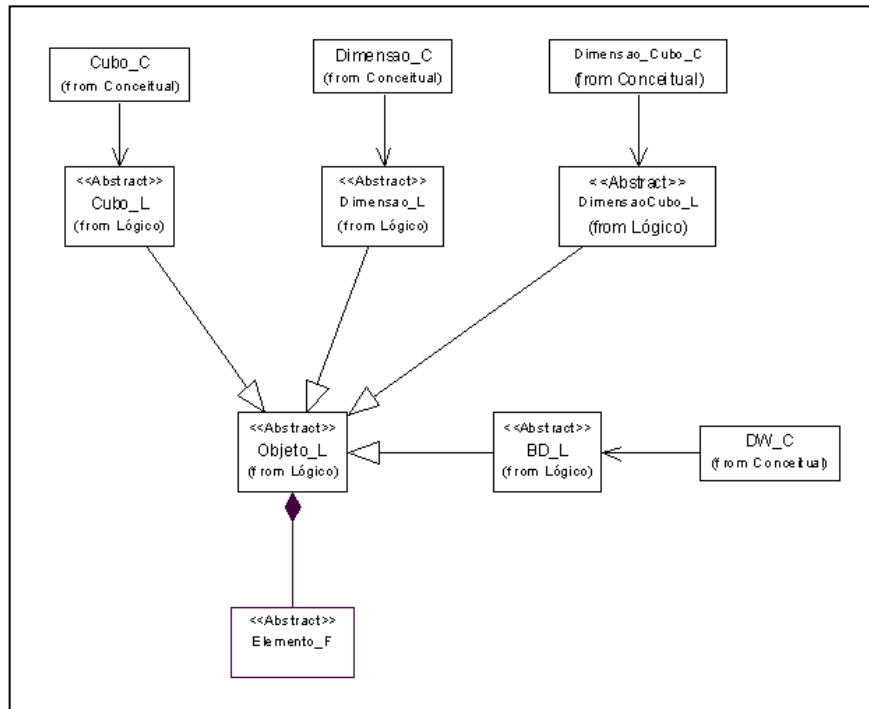 Cubo_C
(from Conceitual)
Dimensao_C
(from Conceitual)
Dimensao_Cubo_C
(from Conceitual)
<<Abstract>>
Cubo_L
(from Lógico)
<<Abstract>>
Dimensao_L
(from Lógico)
<<Abstract>>
DimensaoCubo_L
(from Lógico)
<<Abstract>>
Objeto_L
(from Lógico)
<<Abstract>>
BD_L
(from Lógico)
DW_C
(from Conceitual)
<<Abstract>>
Elemento_F